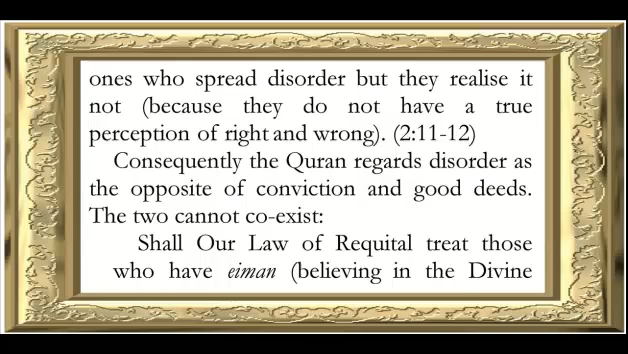 ones who spread disorder but they realise it
not (because they do not have a true
perception of right and wrong). (2:11-12)
Consequently the Quran regards disorder as
the opposite of conviction and good deeds.
The two cannot co-exist:
Shall Our Law of Requital treat those
who have eiman (believing in the Divine